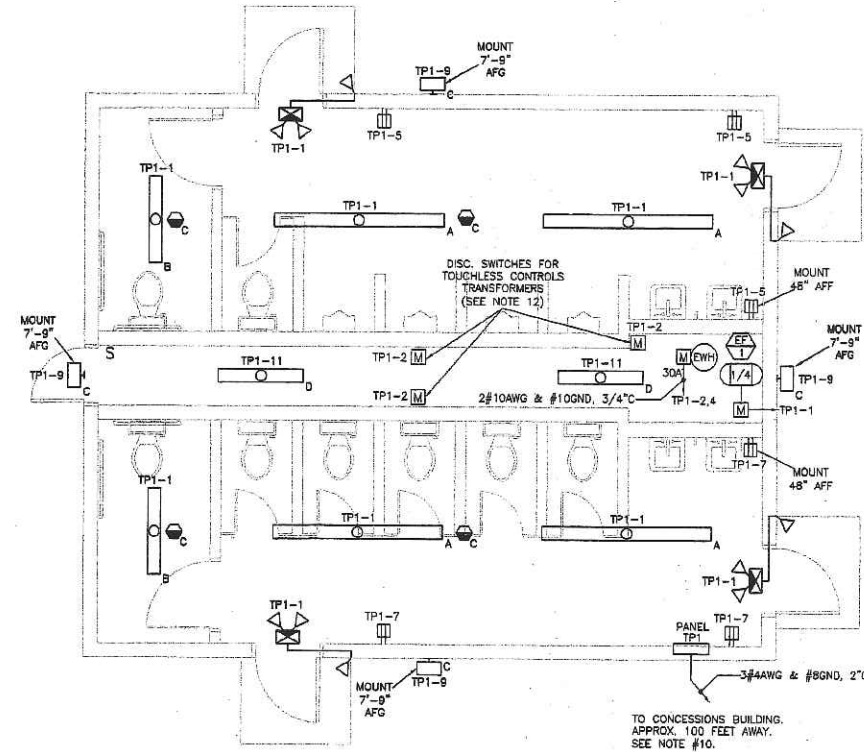 MOUNT
7'-9"
AFG
TP1-9
C
TP1-1
TP1-5
TP1-5
TP1-1
TP1-1
TP1-1
TP1-1
C
C
B
A
A
DISC. SWITCHES FOR
TOUCHLESS CONTROLS
TRANSFORMERS
(SEE NOTE 12)
TP1-5
MOUNT
48" AFF
MOUNT
7'-9"
AFG
S
TP1-2
M
EF
1
MOUNT
7'-9"
AFG
TP1-2
M
M
EWH
TP1-9
C
TP1-11
D
TP1-11
D
30A
1/4
TP1-9
C
TP1-2
M
2#10AWG & #10GND, 3/4"C
TP1-2,4
M
TP1-1
TP1-7
MOUNT
48" AFF
TP1-1
C
B
TP1-1
A
C
TP1-1
A
TP1-1
TP1-1
TP1-7
PANEL
TP1
TP1-7
C
TP1-9
MOUNT
7'-9"
AFG
3#4AWG & #8GND, 2"C
TO CONCESSIONS BUILDING.
APPROX. 100 FEET AWAY.
SEE NOTE #10.